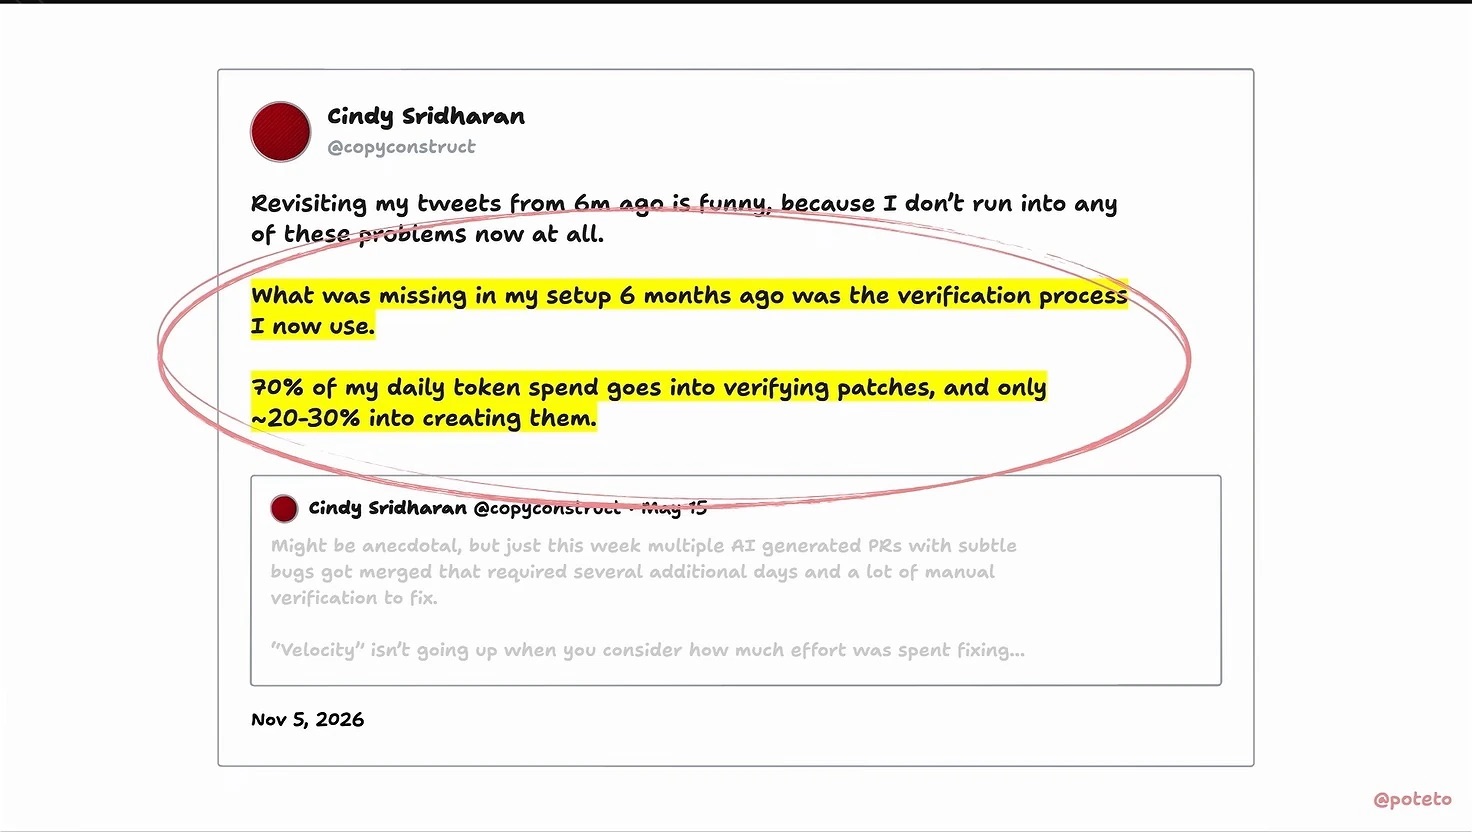 Cindy Sridharan
@copyconstruct
Revisiting my tweets from 6m ago is funny, because I don't run into any
of these problems now at all.
What was missing in my setup 6 months ago was the verification process
I now use.
70% of my daily token spend goes into verifying patches, and only
~20-30% into creating them.
Cindy Sridharan @copyconstruct · May 15
Might be anecdotal, but just this week multiple AI generated PRs with subtle
bugs got merged that required several additional days and a lot of manual
verification to fix.
"Velocity" isn't going up when you consider how much effort was spent fixing...
Nov 5, 2026
@poteto